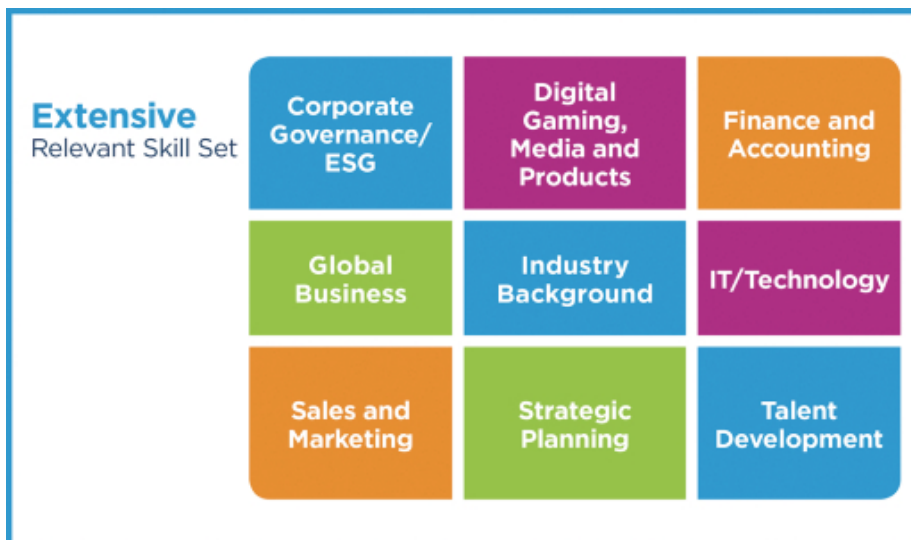 Extensive
Relevant Skill Set
Corporate
Governance/
ESG
Digital
Gaming,
Media and
Products
Finance and
Accounting
Global
Business
Industry
Background
IT/Technology
Sales and
Marketing
Strategic
Planning
Talent
Development